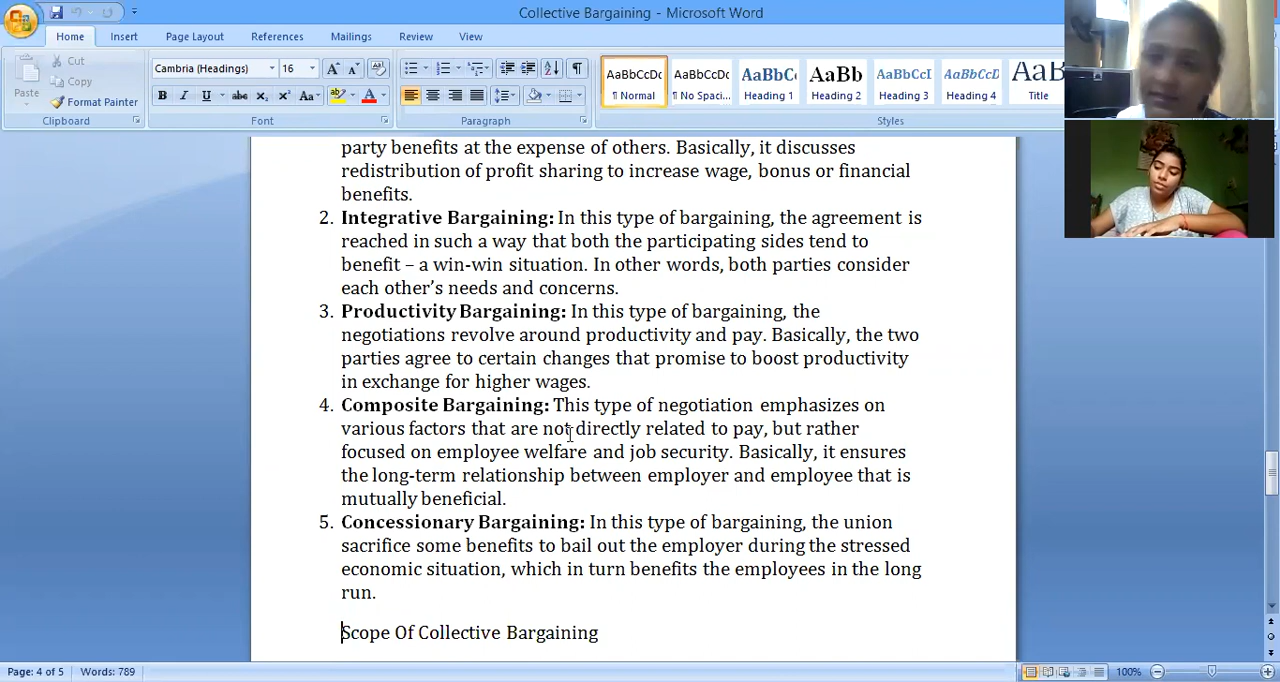 Collective Bargaining - Microsoft Word
Home Insert Page Layout References Mailings Review View
Paste
Cut
Copy
Format Painter
Clipboard
Cambria (Headings) 16
Font
Paragraph
AaBbCcDc AaBbCcDc AaBbC AaBb AaBbCcI AaBbCcD AaB
¶ Normal ¶ No Spaci... Heading 1 Heading 2 Heading 3 Heading 4 Title
Styles
party benefits at the expense of others. Basically, it discusses
redistribution of profit sharing to increase wage, bonus or financial
benefits.
2. Integrative Bargaining: In this type of bargaining, the agreement is
reached in such a way that both the participating sides tend to
benefit – a win-win situation. In other words, both parties consider
each other's needs and concerns.
3. Productivity Bargaining: In this type of bargaining, the
negotiations revolve around productivity and pay. Basically, the two
parties agree to certain changes that promise to boost productivity
in exchange for higher wages.
4. Composite Bargaining: This type of negotiation emphasizes on
various factors that are not directly related to pay, but rather
focused on employee welfare and job security. Basically, it ensures
the long-term relationship between employer and employee that is
mutually beneficial.
5. Concessionary Bargaining: In this type of bargaining, the union
sacrifice some benefits to bail out the employer during the stressed
economic situation, which in turn benefits the employees in the long
run.
Scope Of Collective Bargaining
Page: 4 of 5 Words: 789 100%